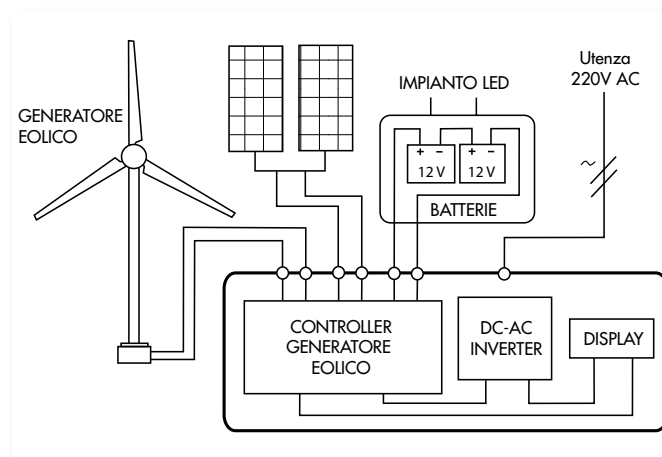 GENERATORE
EOLICO
IMPIANTO LED
Utenza
220V AC
+ − + −
12 V 12 V
BATTERIE
~
CONTROLLER
GENERATORE
EOLICO
DC-AC
INVERTER
DISPLAY